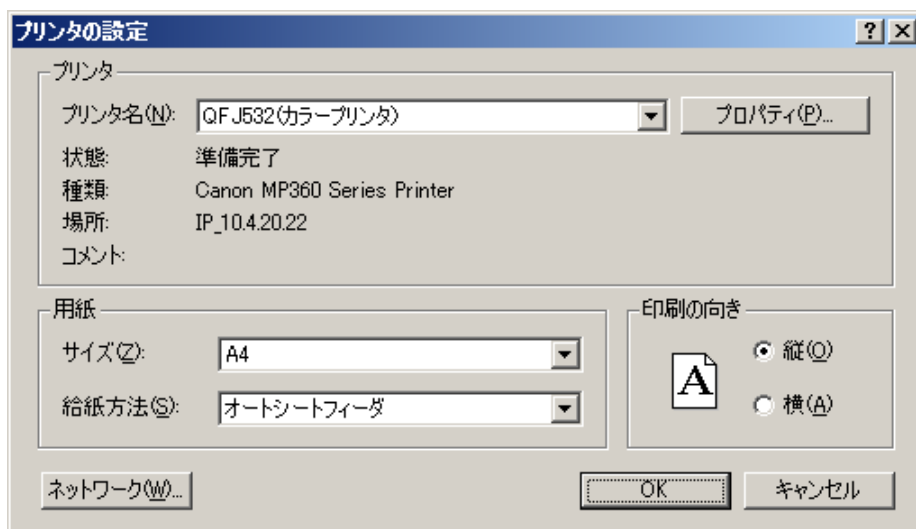 プリンタの設定
プリンタ
プリンタ名(N): QFJ532(カラープリンタ) プロパティ(P)...
状態: 準備完了
種類: Canon MP360 Series Printer
場所: IP_10.4.20.22
コメント:
用紙
サイズ(Z): A4
給紙方法(S): オートシートフィーダ
印刷の向き
A
縦(O)
横(A)
ネットワーク(W)... OK キャンセル